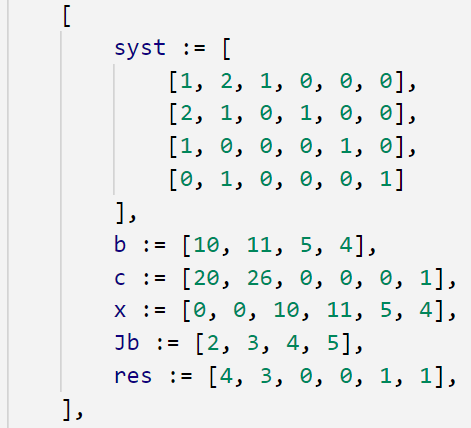 [
syst := [
[1, 2, 1, 0, 0, 0],
[2, 1, 0, 1, 0, 0],
[1, 0, 0, 0, 1, 0],
[0, 1, 0, 0, 0, 1]
],
b := [10, 11, 5, 4],
c := [20, 26, 0, 0, 0, 1],
x := [0, 0, 10, 11, 5, 4],
Jb := [2, 3, 4, 5],
res := [4, 3, 0, 0, 1, 1],
],